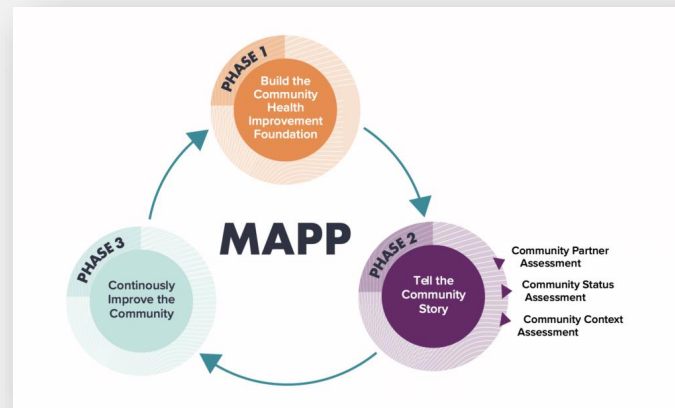 PHASE 1
Build the
Community
Health
Improvement
Foundation
MAPP
PHASE 2
Tell the
Community
Story
Community Partner
Assessment
Community Status
Assessment
Community Context
Assessment
PHASE 3
Continously
Improve the
Community